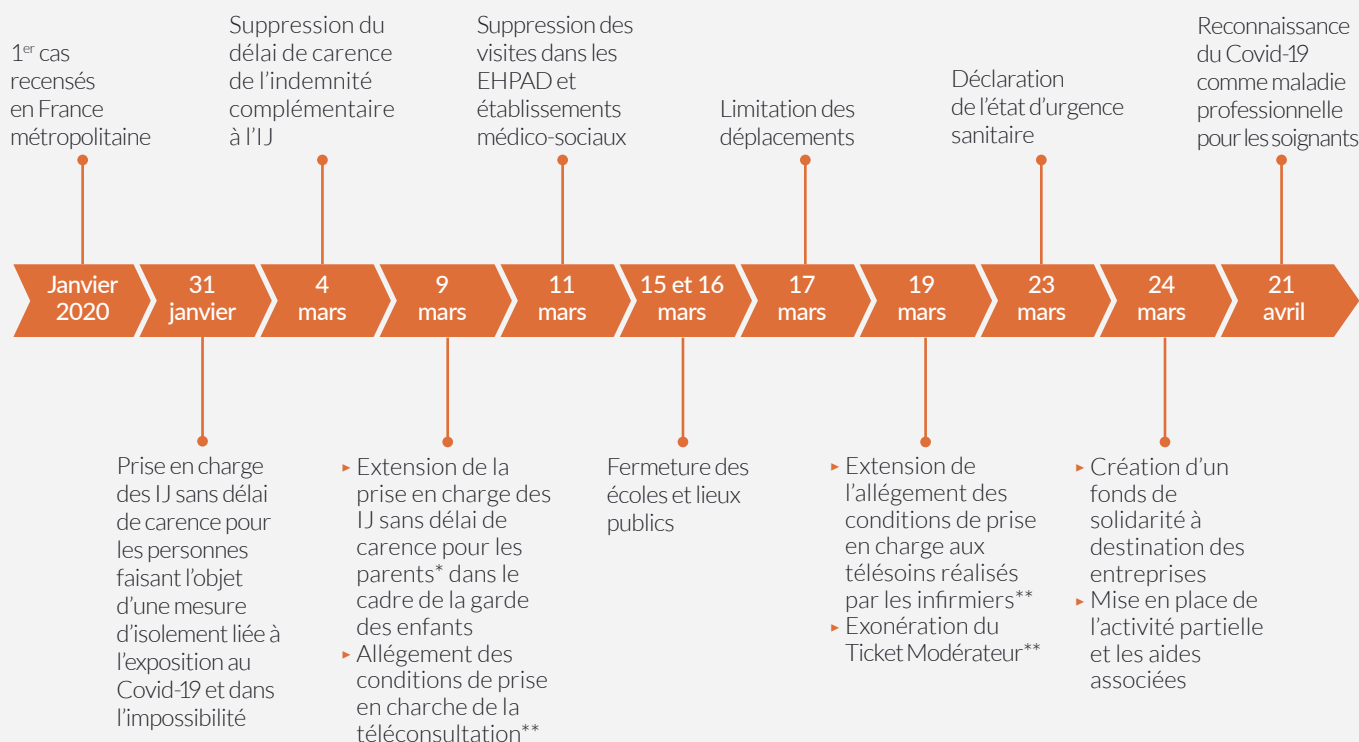 1er cas
recensés
en France
métropolitaine
Suppression du
délai de carence
de l’indemnité
complémentaire
à l’IJ
Suppression des
visites dans les
EHPAD et
établissements
médico-sociaux
Limitation des
déplacements
Déclaration
de l’état d’urgence
sanitaire
Reconnaissance
du Covid-19
comme maladie
professionnelle
pour les soignants
Janvier
2020
31
janvier
4
mars
9
mars
11
mars
15 et 16
mars
17
mars
19
mars
23
mars
24
mars
21
avril
Prise en charge
des IJ sans délai
de carence pour
les personnes
faisant l’objet
d’une mesure
d’isolement liée à
l’exposition au
Covid-19 et dans
l’impossibilité
▸ Extension de la
prise en charge des
IJ sans délai de
carence pour les
parents* dans le
cadre de la garde
des enfants
▸ Allégement des
conditions de prise
en charche de la
téléconsultation**
Fermeture des
écoles et lieux
publics
▸ Extension de
l’allégement des
conditions de prise
en charge aux
télésoins réalisés
par les infirmiers**
▸ Exonération du
Ticket Modérateur**
▸ Création d’un
fonds de
solidarité à
destination des
entreprises
▸ Mise en place de
l’activité partielle
et les aides
associées